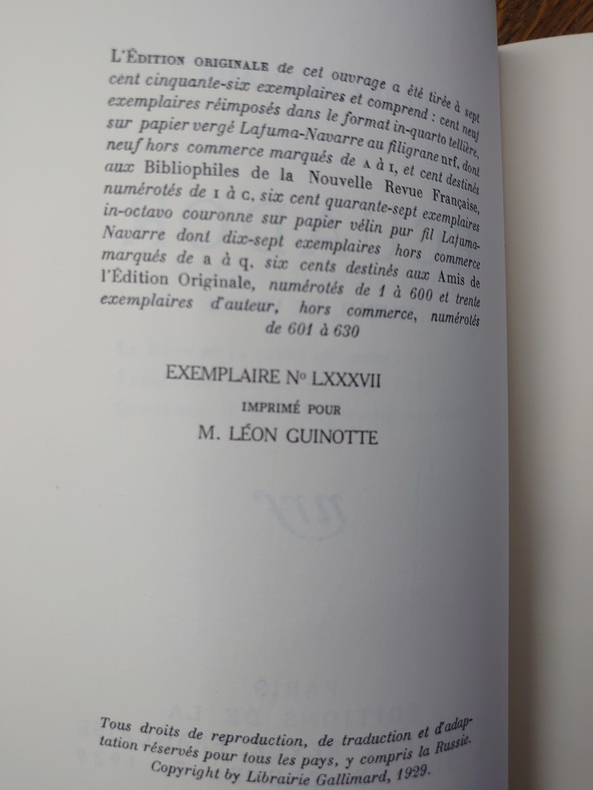 L'ÉDITION ORIGINALE de cet ouvrage a été tirée à sept
cent cinquante-six exemplaires et comprend : cent neuf
exemplaires réimposés dans le format in-quarto tellière,
sur papier vergé Lafuma-Navarre au filigrane nrf, dont
neuf hors commerce marqués de A à I, et cent destinés
aux Bibliophiles de la Nouvelle Revue Française,
numérotés de I à C, six cent quarante-sept exemplaires
in-octavo couronne sur papier vélin pur fil Lafuma-
Navarre dont dix-sept exemplaires hors commerce
marqués de a à q. six cents destinés aux Amis de
l'Édition Originale, numérotés de 1 à 600 et trente
exemplaires d'auteur, hors commerce, numérotés
de 601 à 630
EXEMPLAIRE No LXXXVII
IMPRIMÉ POUR
M. LÉON GUINOTTE
nrf
PARIS
Tous droits de reproduction, de traduction et d'adap-
tation réservés pour tous les pays, y compris la Russie.
Copyright by Librairie Gallimard, 1929.